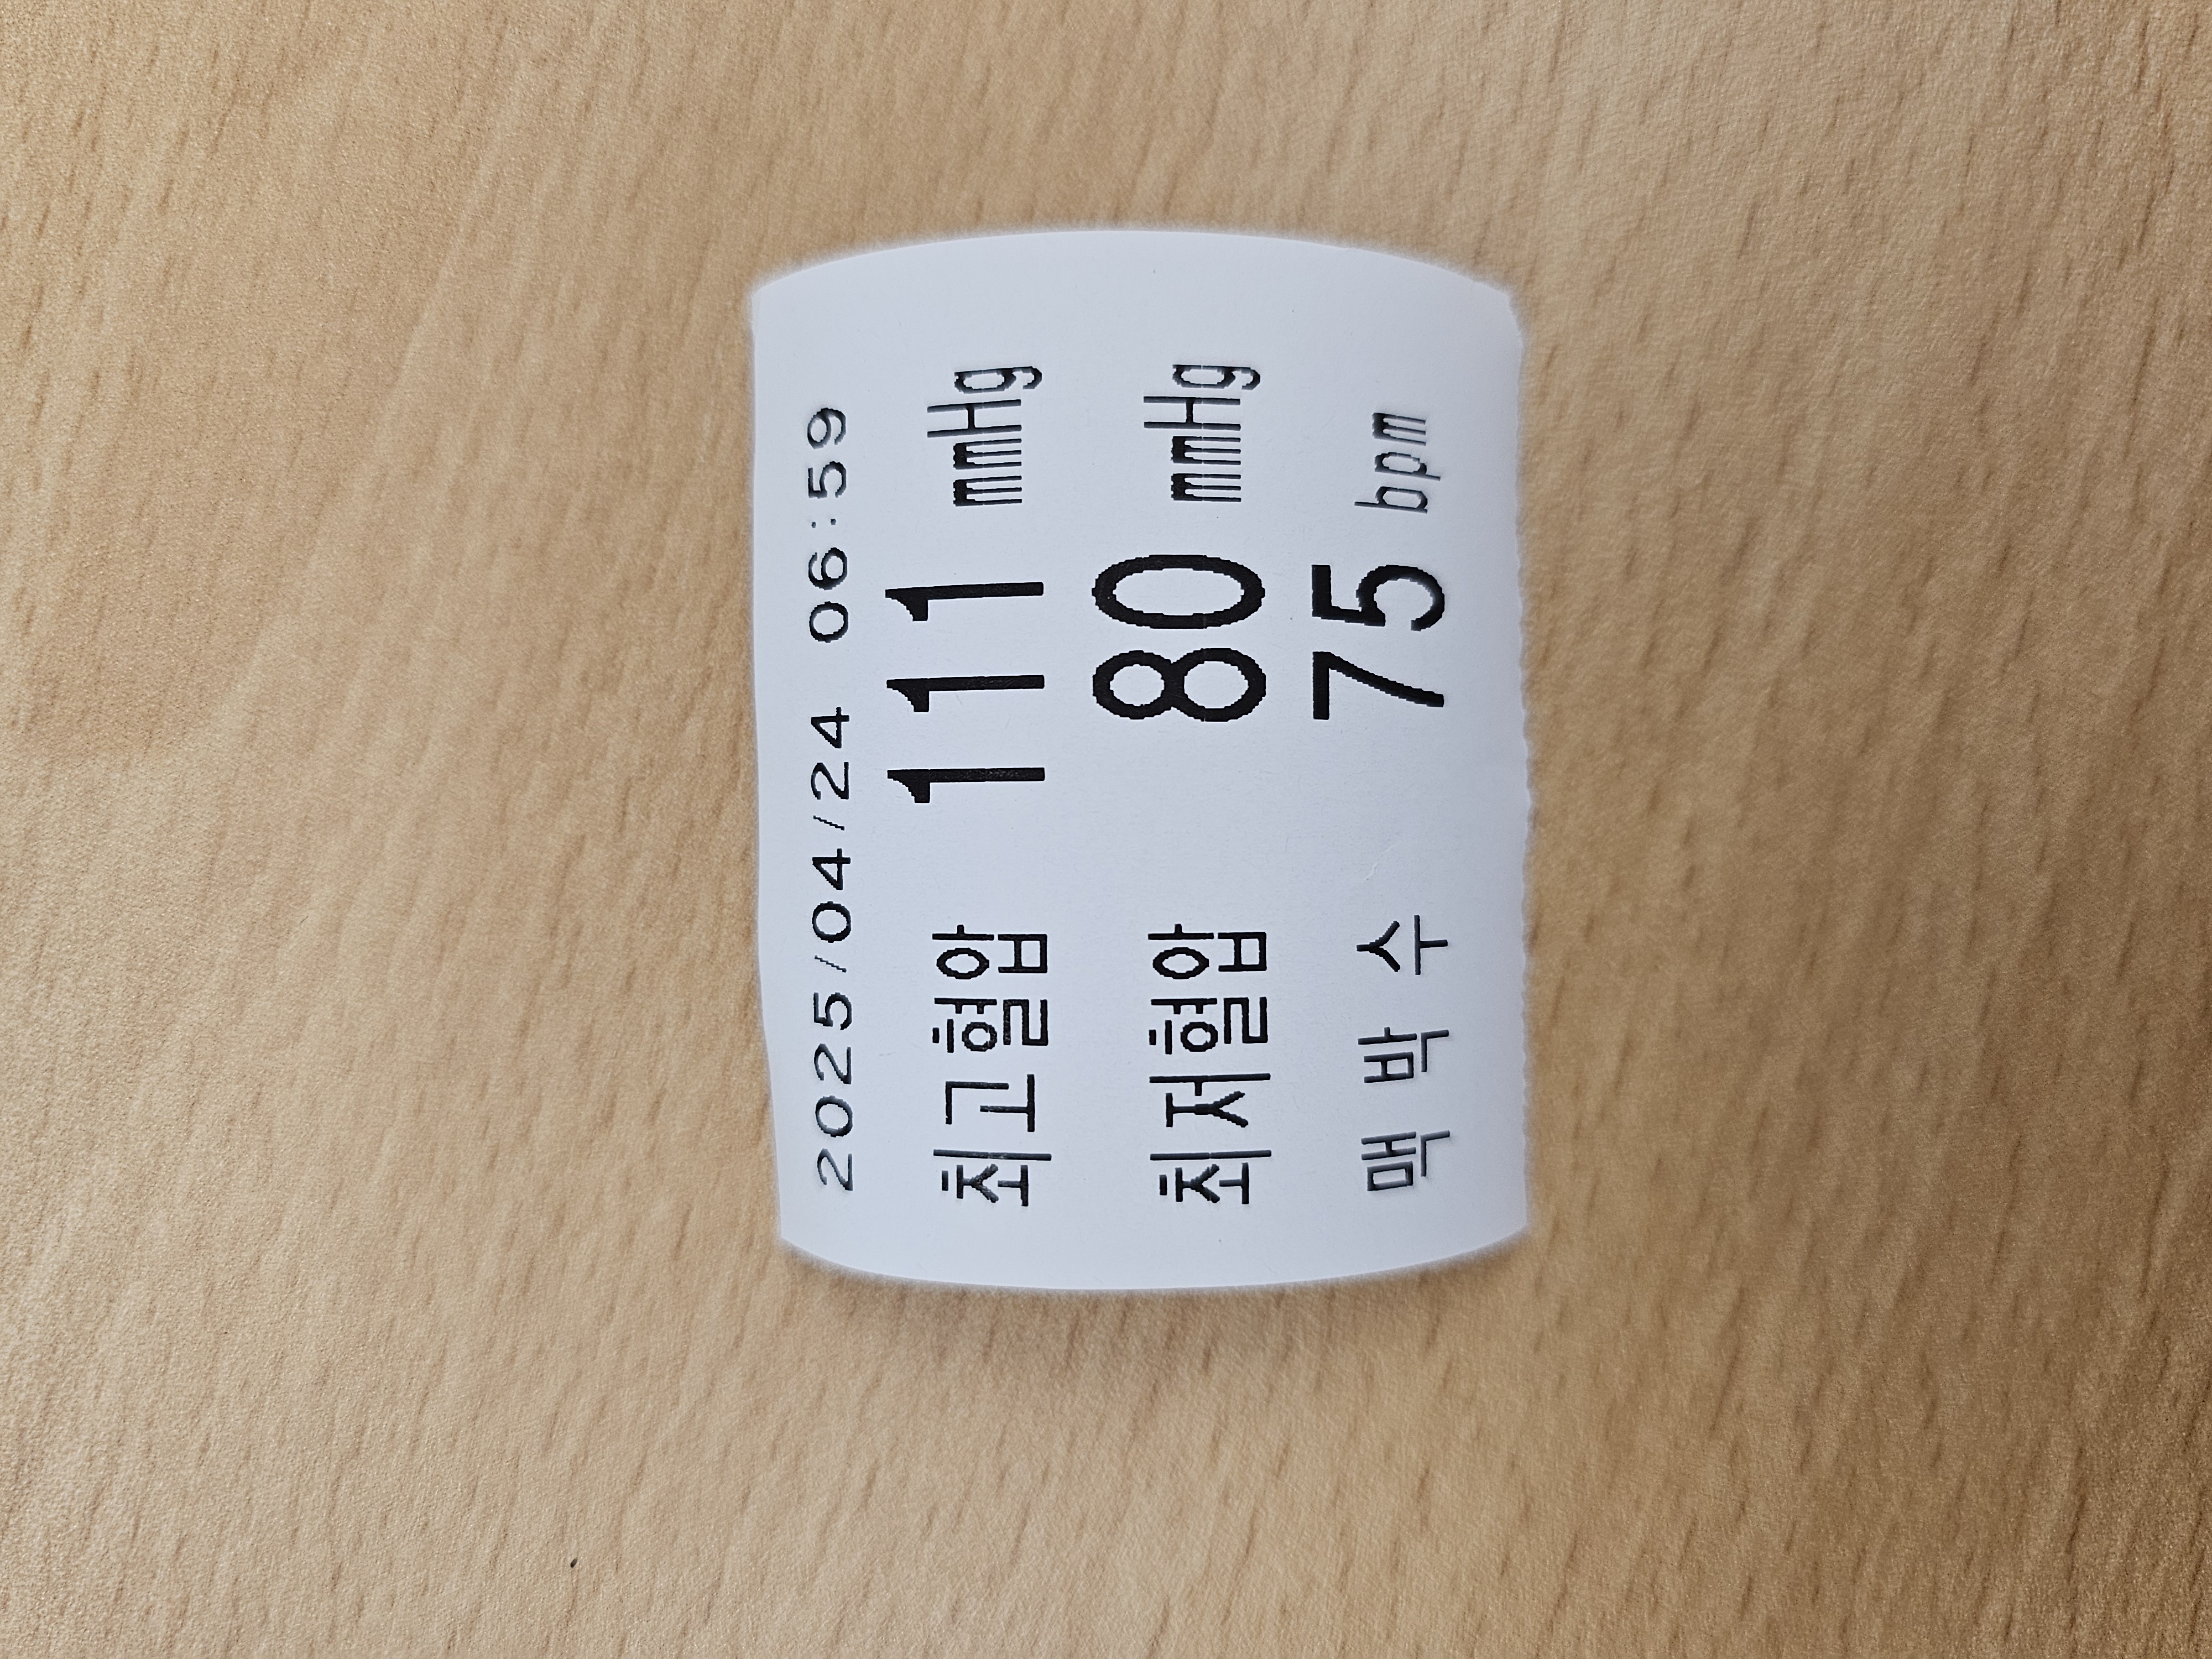 2025/04/24 06:59
최고혈압 111 mmHg
최저혈압 80 mmHg
맥박수 75 bpm